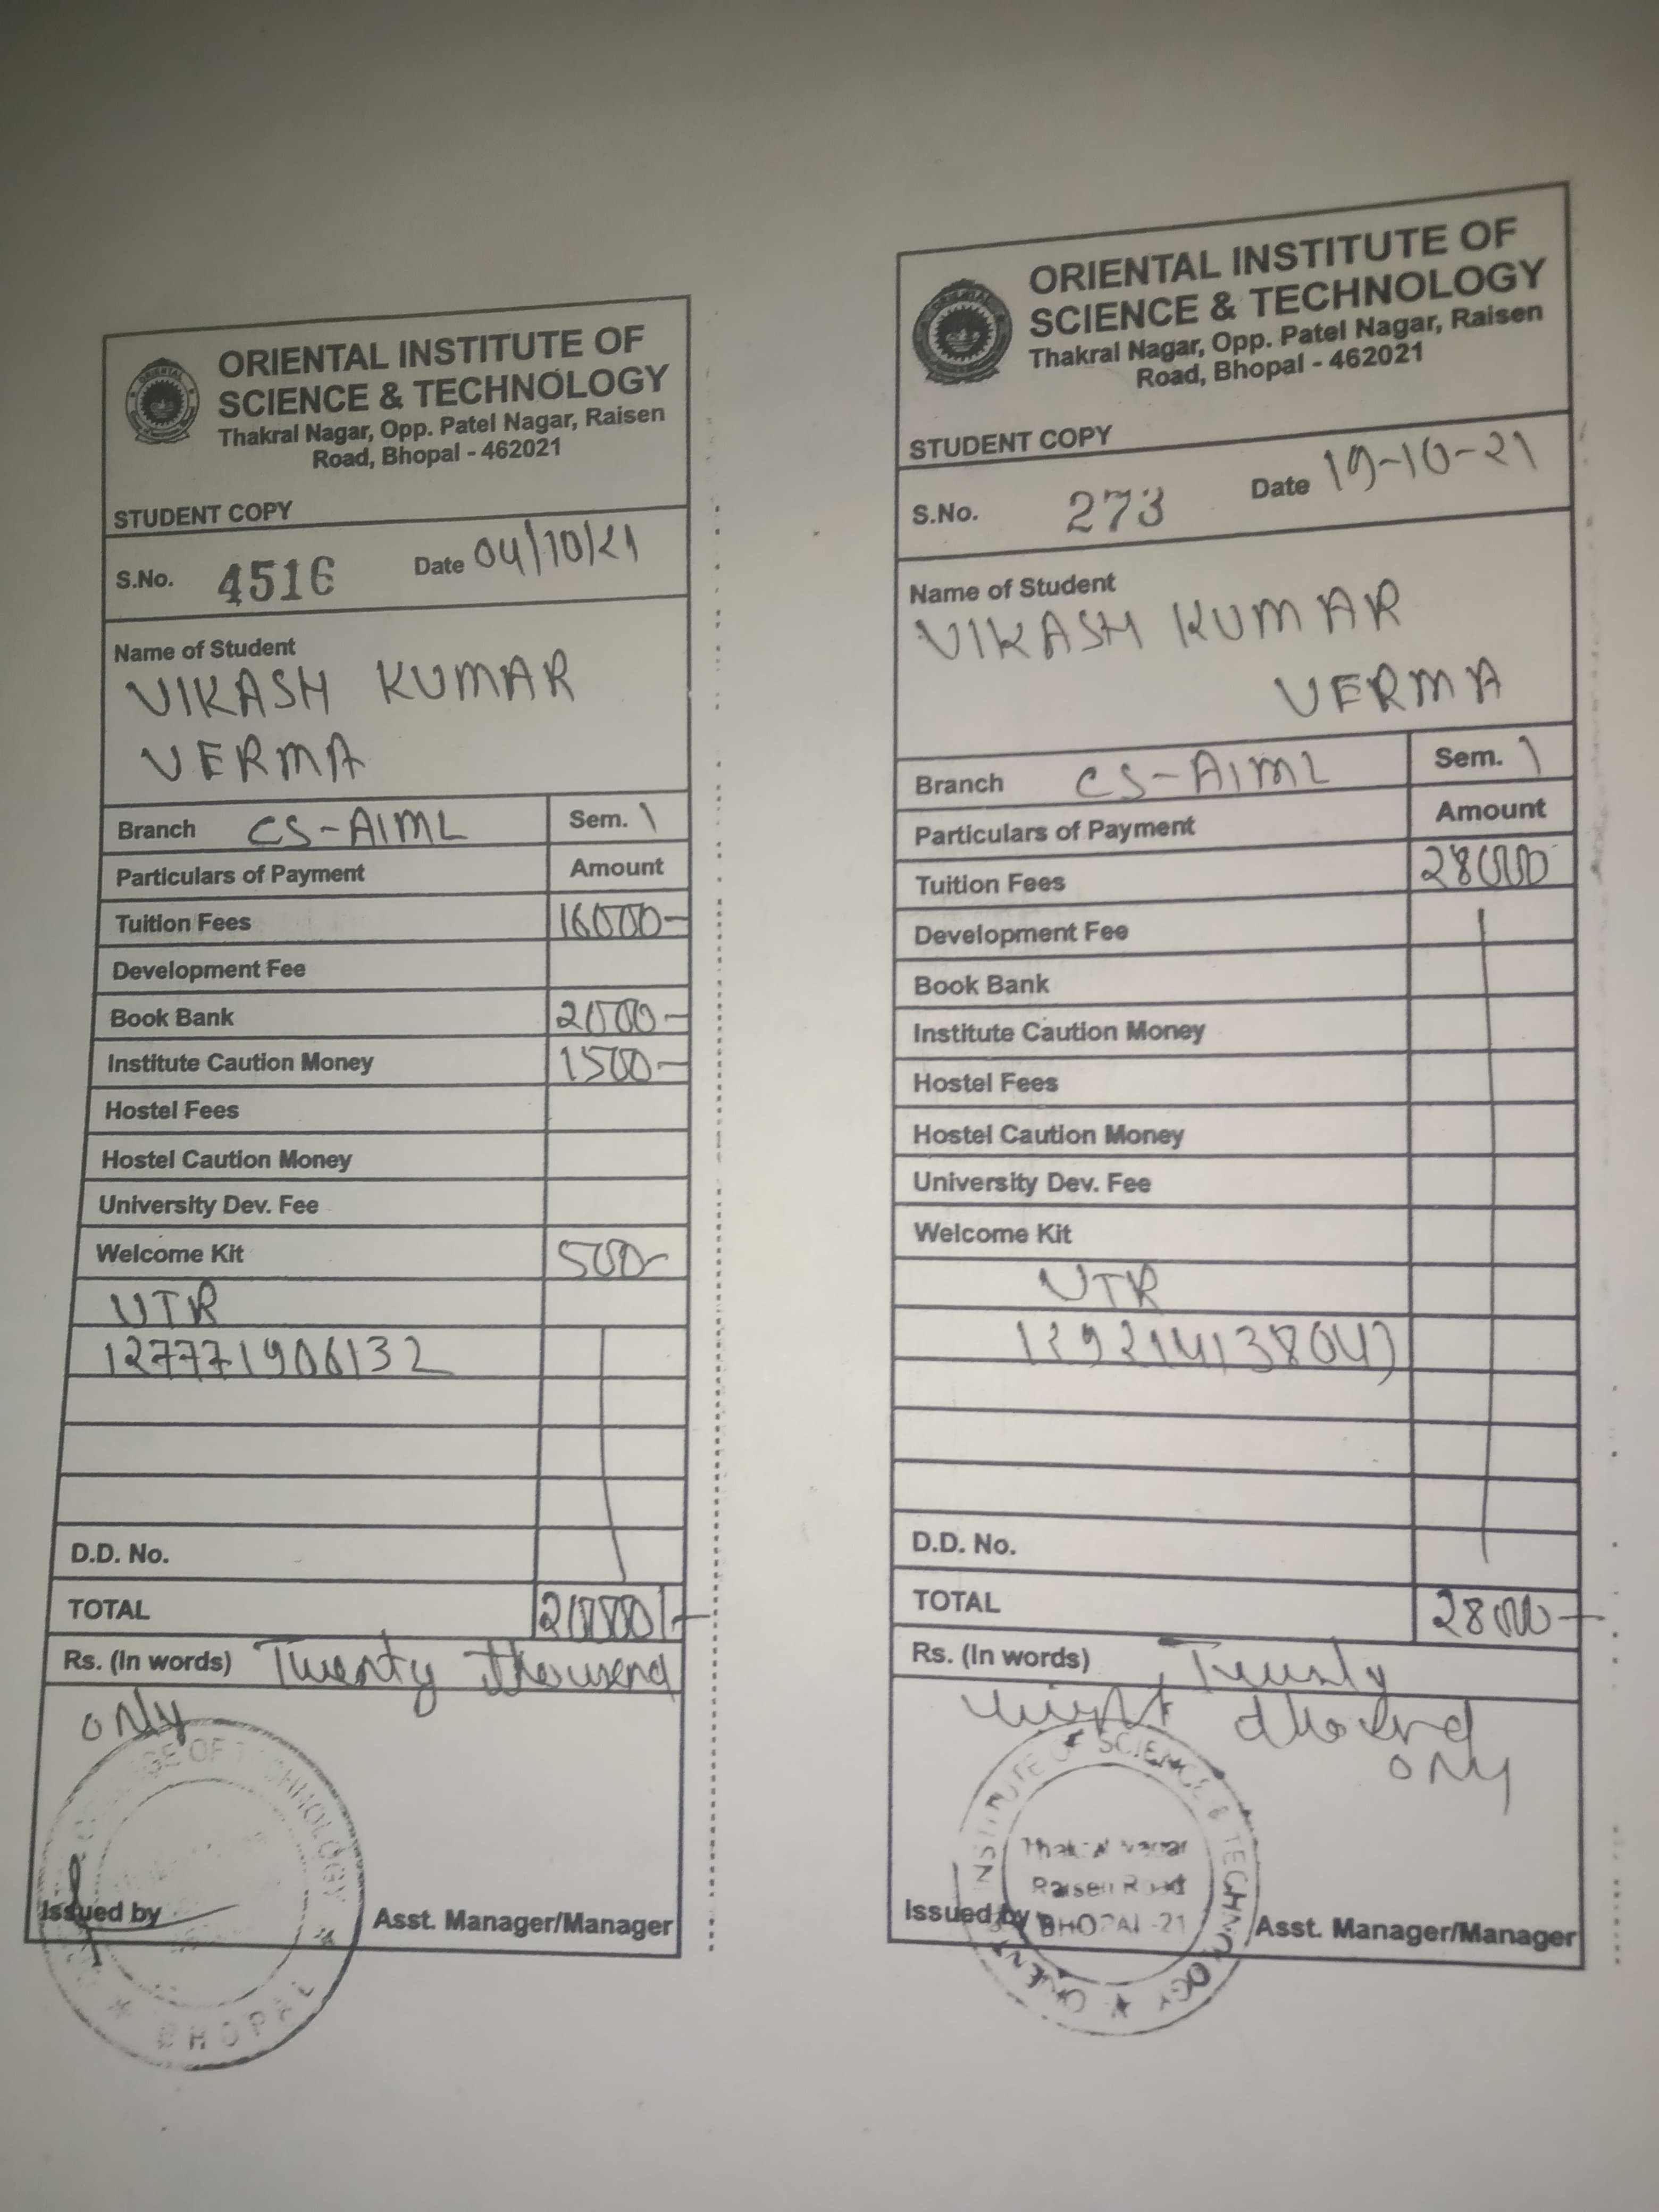 ORIENTAL INSTITUTE OF
SCIENCE & TECHNOLOGY
Thakral Nagar, Opp. Patel Nagar, Raisen
Road, Bhopal - 462021
STUDENT COPY
S.No. 4516 Date 04/10/21
Name of Student
VIKASH KUMAR
VERMA
Branch CS-AIML Sem. 1
Particulars of Payment Amount
Tuition Fees 16000-
Development Fee
Book Bank 2000-
Institute Caution Money 1500-
Hostel Fees
Hostel Caution Money
University Dev. Fee
Welcome Kit 500-
UTR
127771906132
D.D. No.
TOTAL 20000/-
Rs. (In words) Twenty thousend
only
OF TECHNOLOGY
BHOPAL
Issued by Asst. Manager/Manager
ORIENTAL INSTITUTE OF
SCIENCE & TECHNOLOGY
Thakral Nagar, Opp. Patel Nagar, Raisen
Road, Bhopal - 462021
STUDENT COPY
S.No. 273 Date 19-10-21
Name of Student
VIKASH KUMAR
VERMA
Branch CS-AIML Sem. 1
Particulars of Payment Amount
Tuition Fees 28000
Development Fee
Book Bank
Institute Caution Money
Hostel Fees
Hostel Caution Money
University Dev. Fee
Welcome Kit
UTR
D.D. No.
TOTAL 28000-
Rs. (In words)
only
ORIENTAL INSTITUTE OF SCIENCE & TECHNOLOGY
Thakral Nagar
Raisen Road
BHOPAL-21
Issued by Asst. Manager/Manager